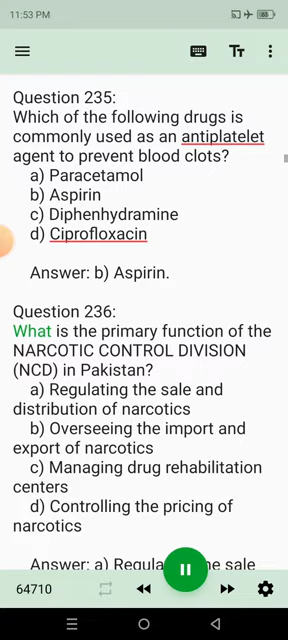 11:53 PM
Question 235:
Which of the following drugs is
commonly used as an antiplatelet
agent to prevent blood clots?
a) Paracetamol
b) Aspirin
c) Diphenhydramine
d) Ciprofloxacin
Answer: b) Aspirin.
Question 236:
What is the primary function of the
NARCOTIC CONTROL DIVISION
(NCD) in Pakistan?
a) Regulating the sale and
distribution of narcotics
b) Overseeing the import and
export of narcotics
c) Managing drug rehabilitation
centers
d) Controlling the pricing of
narcotics
Answer: a) Regula he sale
64710